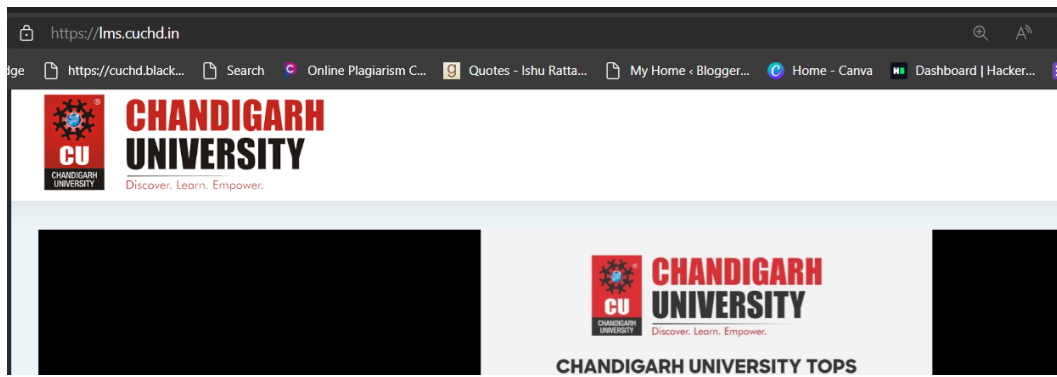 https://lms.cuchd.in
dge https://cuchd.black... Search Online Plagiarism C... Quotes - Ishu Ratta... My Home ‹ Blogger... Home - Canva Dashboard | Hacker...
CU
CHANDIGARH
UNIVERSITY
CHANDIGARH
UNIVERSITY
Discover. Learn. Empower.
CU
CHANDIGARH
UNIVERSITY
CHANDIGARH
UNIVERSITY
Discover. Learn. Empower.
CHANDIGARH UNIVERSITY TOPS